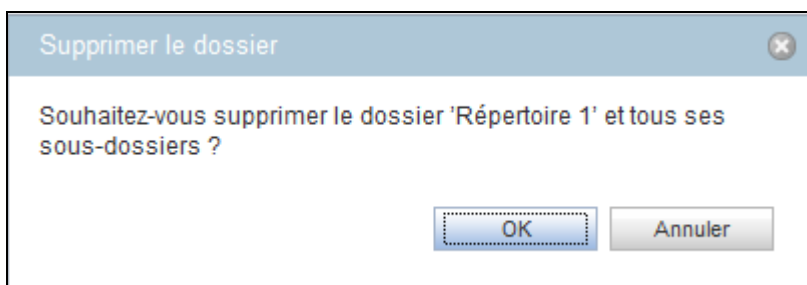 Supprimer le dossier
Souhaitez-vous supprimer le dossier 'Répertoire 1' et tous ses
sous-dossiers ?
OK
Annuler